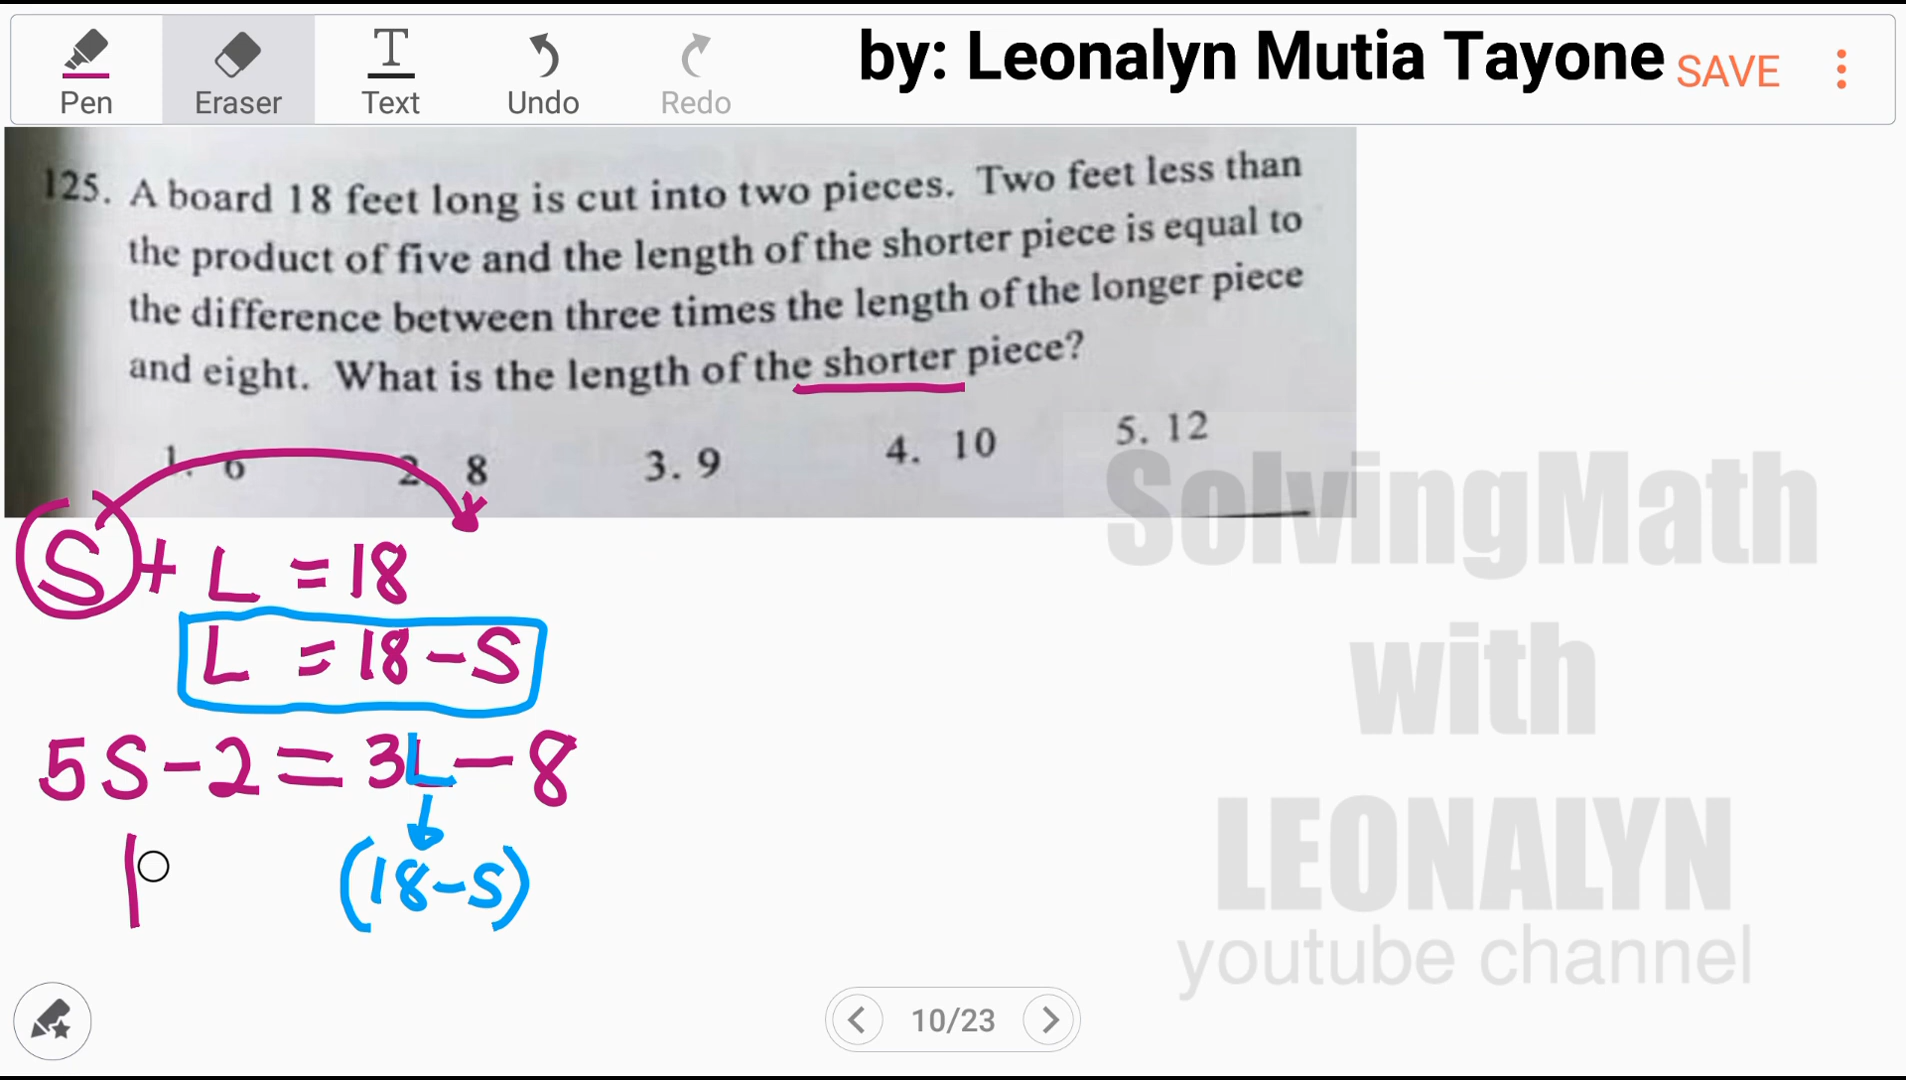 Pen Eraser Text Undo Redo by: Leonalyn Mutia Tayone SAVE
125. A board 18 feet long is cut into two pieces. Two feet less than
the product of five and the length of the shorter piece is equal to
the difference between three times the length of the longer piece
and eight. What is the length of the shorter piece?
1. 6 2. 8 3. 9 4. 10 5. 12
S + L = 18
L = 18 - S
5S - 2 = 3L - 8
(18 - S)
SolvingMath
with
LEONALYN
youtube channel
10/23